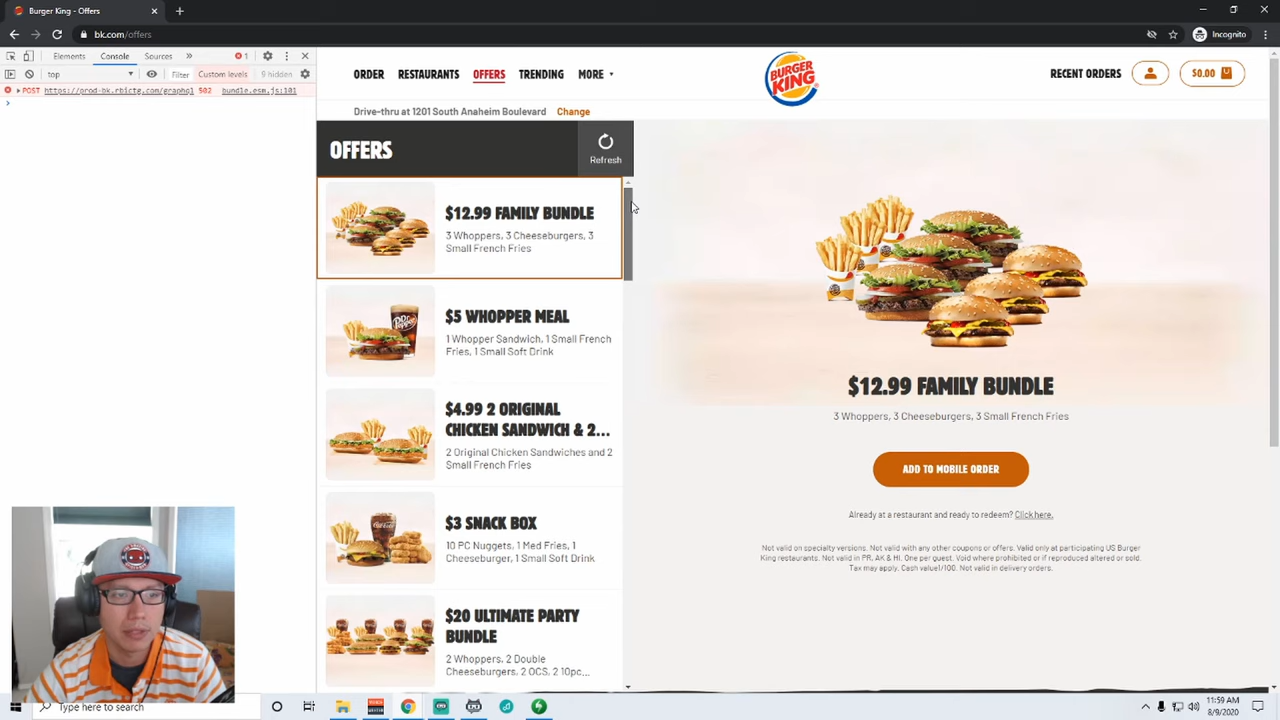 Burger King - Offers
bk.com/offers
Incognito
Elements Console Sources » 1
top Filter Custom levels 9 hidden
POST https://prod-bk.rbictg.com/graphql 502 bundle.esm.js:101
ORDER RESTAURANTS OFFERS TRENDING MORE
BURGER KING
RECENT ORDERS $0.00
Drive-thru at 1201 South Anaheim Boulevard Change
OFFERS
Refresh
$12.99 FAMILY BUNDLE
3 Whoppers, 3 Cheeseburgers, 3
Small French Fries
$5 WHOPPER MEAL
1 Whopper Sandwich, 1 Small French
Fries, 1 Small Soft Drink
$4.99 2 ORIGINAL
CHICKEN SANDWICH & 2...
2 Original Chicken Sandwiches and 2
Small French Fries
$3 SNACK BOX
10 PC Nuggets, 1 Med Fries, 1
Cheeseburger, 1 Small Soft Drink
$20 ULTIMATE PARTY
BUNDLE
2 Whoppers, 2 Double
Cheeseburgers, 2 OCS, 2 10pc...
$12.99 FAMILY BUNDLE
3 Whoppers, 3 Cheeseburgers, 3 Small French Fries
ADD TO MOBILE ORDER
Already at a restaurant and ready to redeem? Click here.
Not valid on specialty versions. Not valid with any other coupons or offers. Valid only at participating US Burger
King restaurants. Not valid in PR, AK & HI. One per guest. Void where prohibited or if reproduced altered or sold.
Tax may apply. Cash value1/100. Not valid in delivery orders.
Type here to search
11:59 AM
8/9/2020